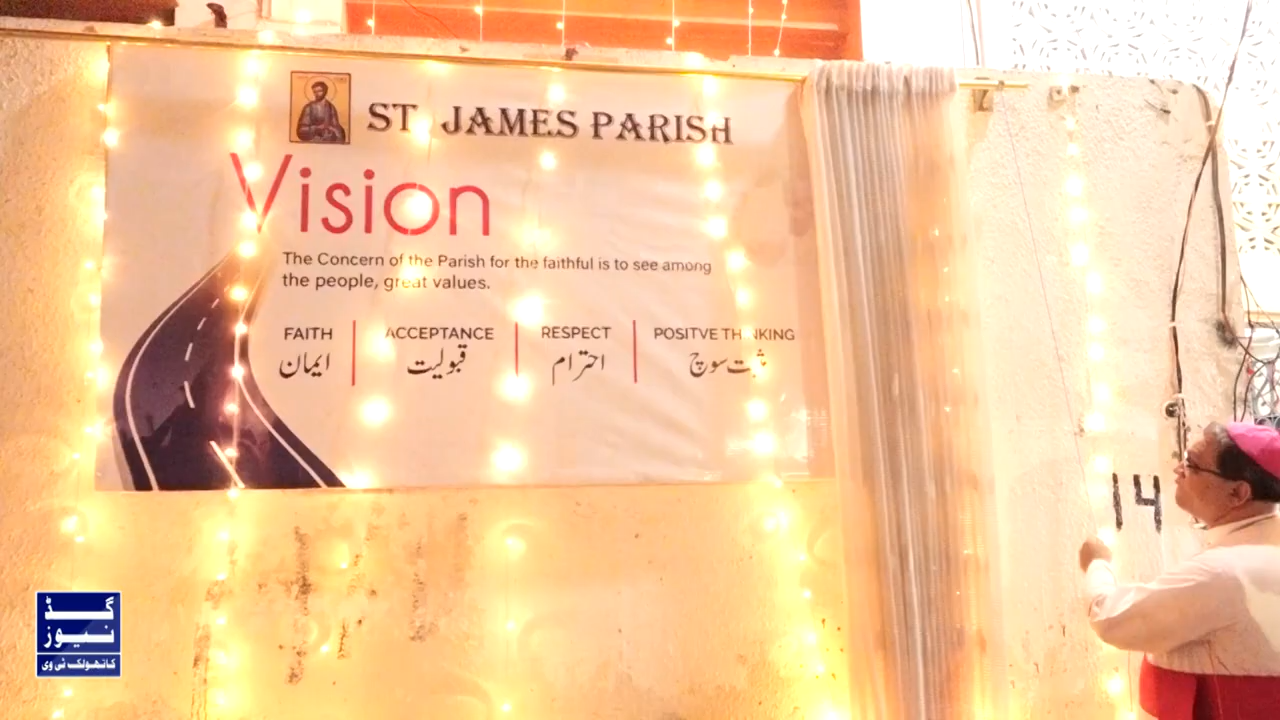 ST. JAMES PARISH
Vision
The Concern of the Parish for the faithful is to see among
the people, great values.
FAITH | ACCEPTANCE | RESPECT | POSITVE THINKING
ایمان | قبولیت | احترام | مثبت سوچ
14
گڈ
نیوز
کاتھولک ٹی وی